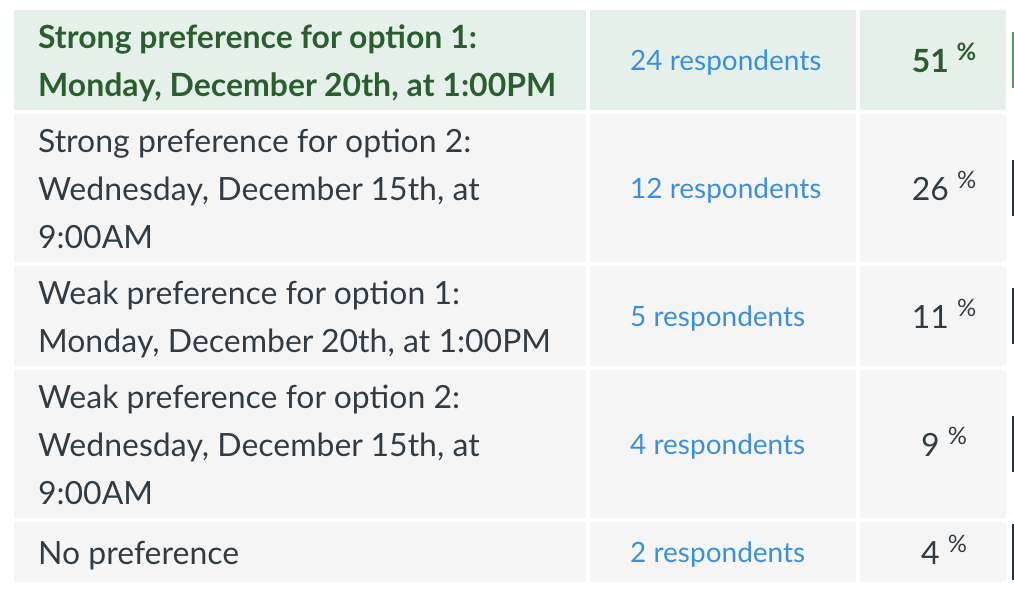 Strong preference for option 1:
Monday, December 20th, at 1:00PM
24 respondents
51 %
Strong preference for option 2:
Wednesday, December 15th, at
9:00AM
12 respondents
26 %
Weak preference for option 1:
Monday, December 20th, at 1:00PM
5 respondents
11 %
Weak preference for option 2:
Wednesday, December 15th, at
9:00AM
4 respondents
9 %
No preference
2 respondents
4 %